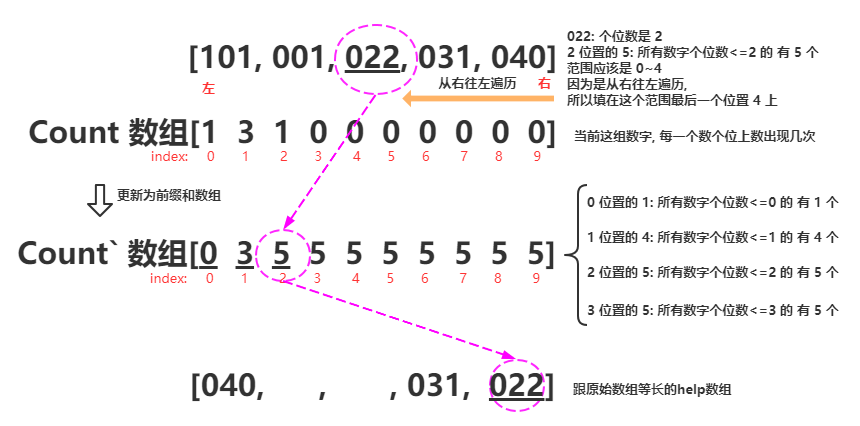 [101, 001, 022, 031, 040]
左
从右往左遍历
右
022: 个位数是 2
2 位置的 5: 所有数字个位数<=2 的 有 5 个
范围应该是 0~4
因为是从右往左遍历,
所以填在这个范围最后一个位置 4 上
Count 数组[1 3 1 0 0 0 0 0 0 0]
index: 0 1 2 3 4 5 6 7 8 9
当前这组数字, 每一个数个位上数出现几次
更新为前缀和数组
Count` 数组[0 3 5 5 5 5 5 5 5 5]
index: 0 1 2 3 4 5 6 7 8 9
0 位置的 1: 所有数字个位数<=0 的 有 1 个
1 位置的 4: 所有数字个位数<=1 的 有 4 个
2 位置的 5: 所有数字个位数<=2 的 有 5 个
3 位置的 5: 所有数字个位数<=3 的 有 5 个
[040, , , 031, 022]
跟原始数组等长的help数组